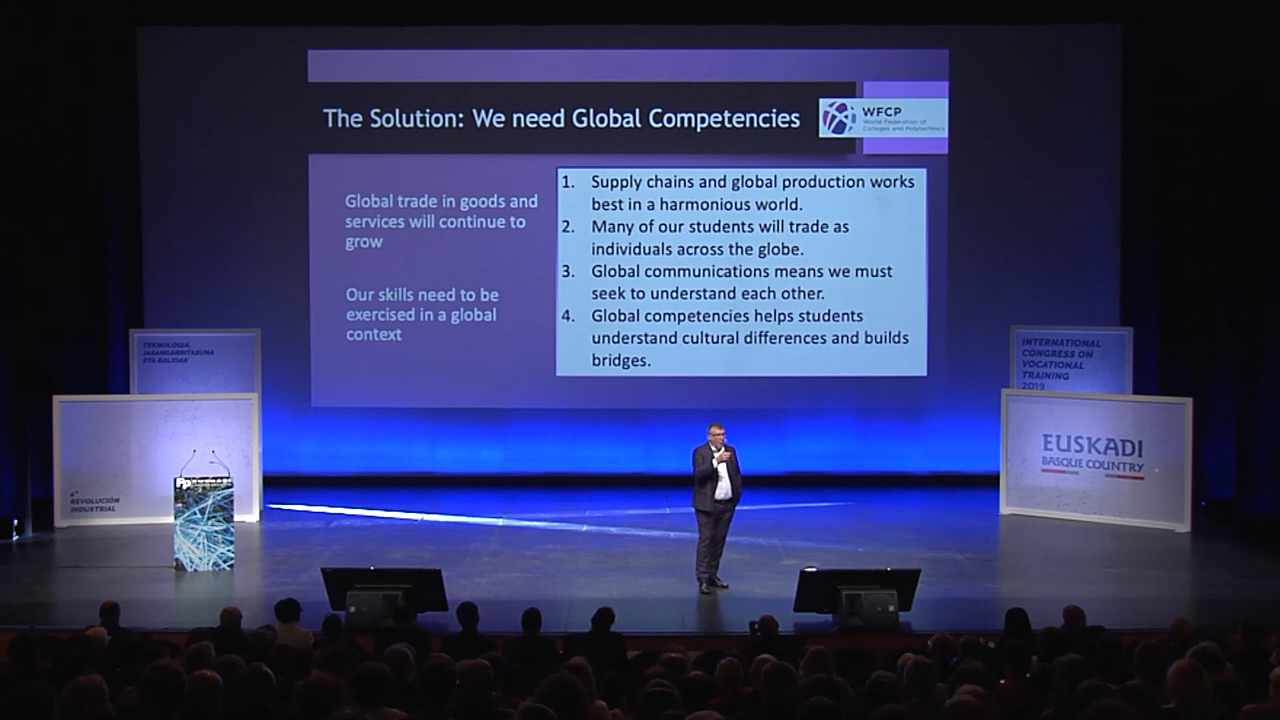 The Solution: We need Global Competencies
WFCP
World Federation of
Colleges and Polytechnics
Global trade in goods and
services will continue to
grow
Our skills need to be
exercised in a global
context
1. Supply chains and global production works
best in a harmonious world.
2. Many of our students will trade as
individuals across the globe.
3. Global communications means we must
seek to understand each other.
4. Global competencies helps students
understand cultural differences and builds
bridges.
TEKNOLOGIA,
JASANGARRITASUNA
ETA BALIOAK
4ª
REVOLUCIÓN
INDUSTRIAL
Fp EUSKADI
INTERNATIONAL
CONGRESS ON
VOCATIONAL
TRAINING
2019
EUSKADI
BASQUE COUNTRY